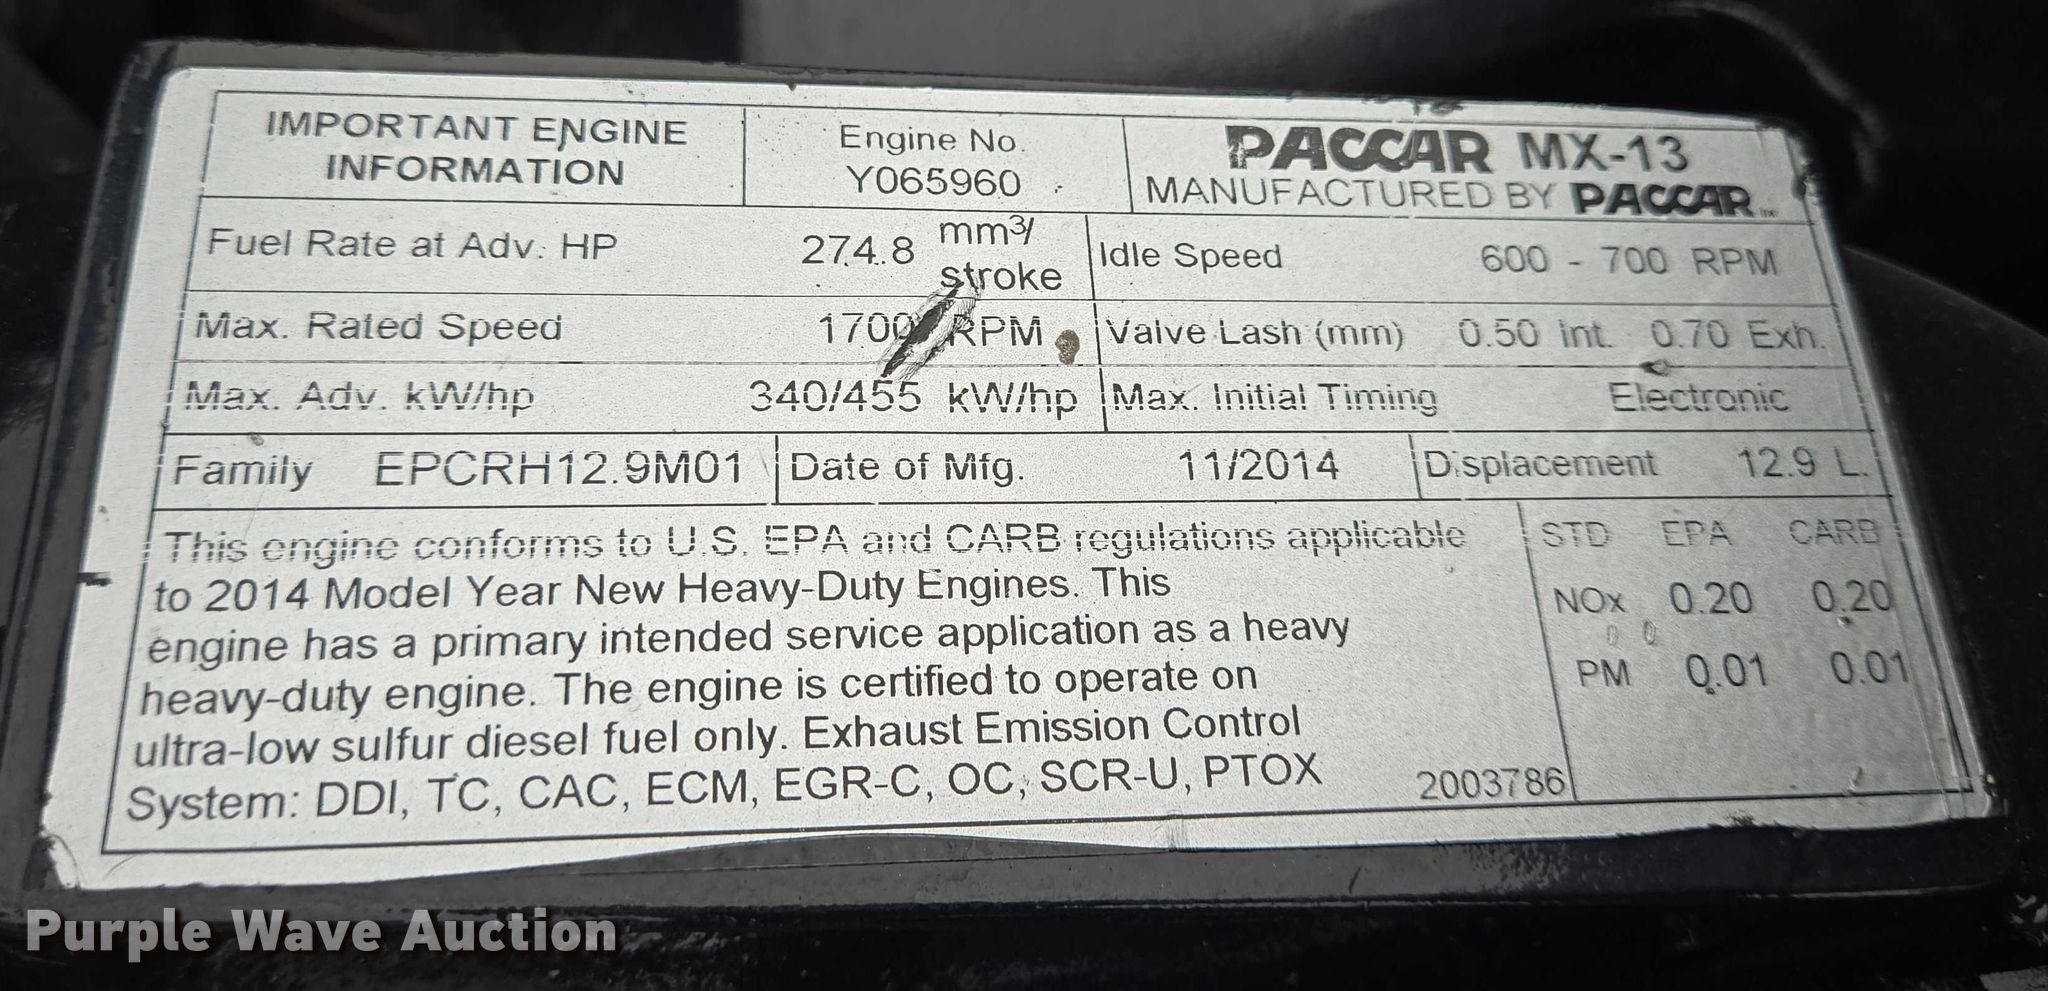 IMPORTANT ENGINE
INFORMATION
Engine No.
Y065960
PACCAR MX-13
MANUFACTURED BY PACCAR Inc
Fuel Rate at Adv. HP 274.8 mm3/
stroke
Idle Speed 600 - 700 RPM
Max. Rated Speed 1700 RPM
Valve Lash (mm) 0.50 Int. 0.70 Exh.
Max. Adv. kW/hp 340/455 kW/hp
Max. Initial Timing Electronic
Family EPCRH12.9M01
Date of Mfg. 11/2014
Displacement 12.9 L.
This engine conforms to U.S. EPA and CARB regulations applicable
to 2014 Model Year New Heavy-Duty Engines. This
engine has a primary intended service application as a heavy
heavy-duty engine. The engine is certified to operate on
ultra-low sulfur diesel fuel only. Exhaust Emission Control
System: DDI, TC, CAC, ECM, EGR-C, OC, SCR-U, PTOX
2003786
STD EPA CARB
NOx 0.20 0.20
PM 0.01 0.01
Purple Wave Auction